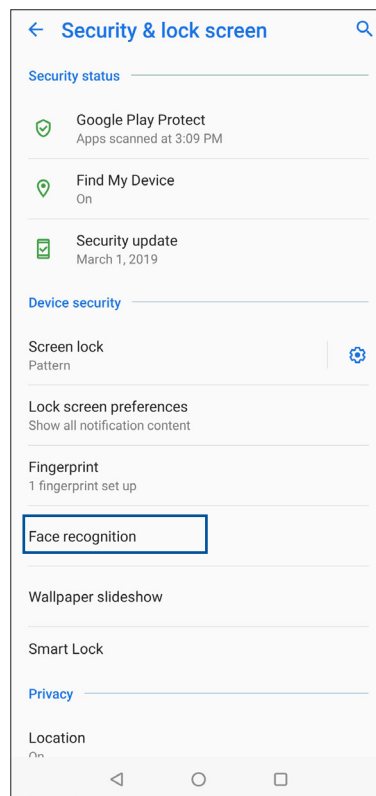 Security & lock screen
Security status
Google Play Protect
Apps scanned at 3:09 PM
Find My Device
On
Security update
March 1, 2019
Device security
Screen lock
Pattern
Lock screen preferences
Show all notification content
Fingerprint
1 fingerprint set up
Face recognition
Wallpaper slideshow
Smart Lock
Privacy
Location
On